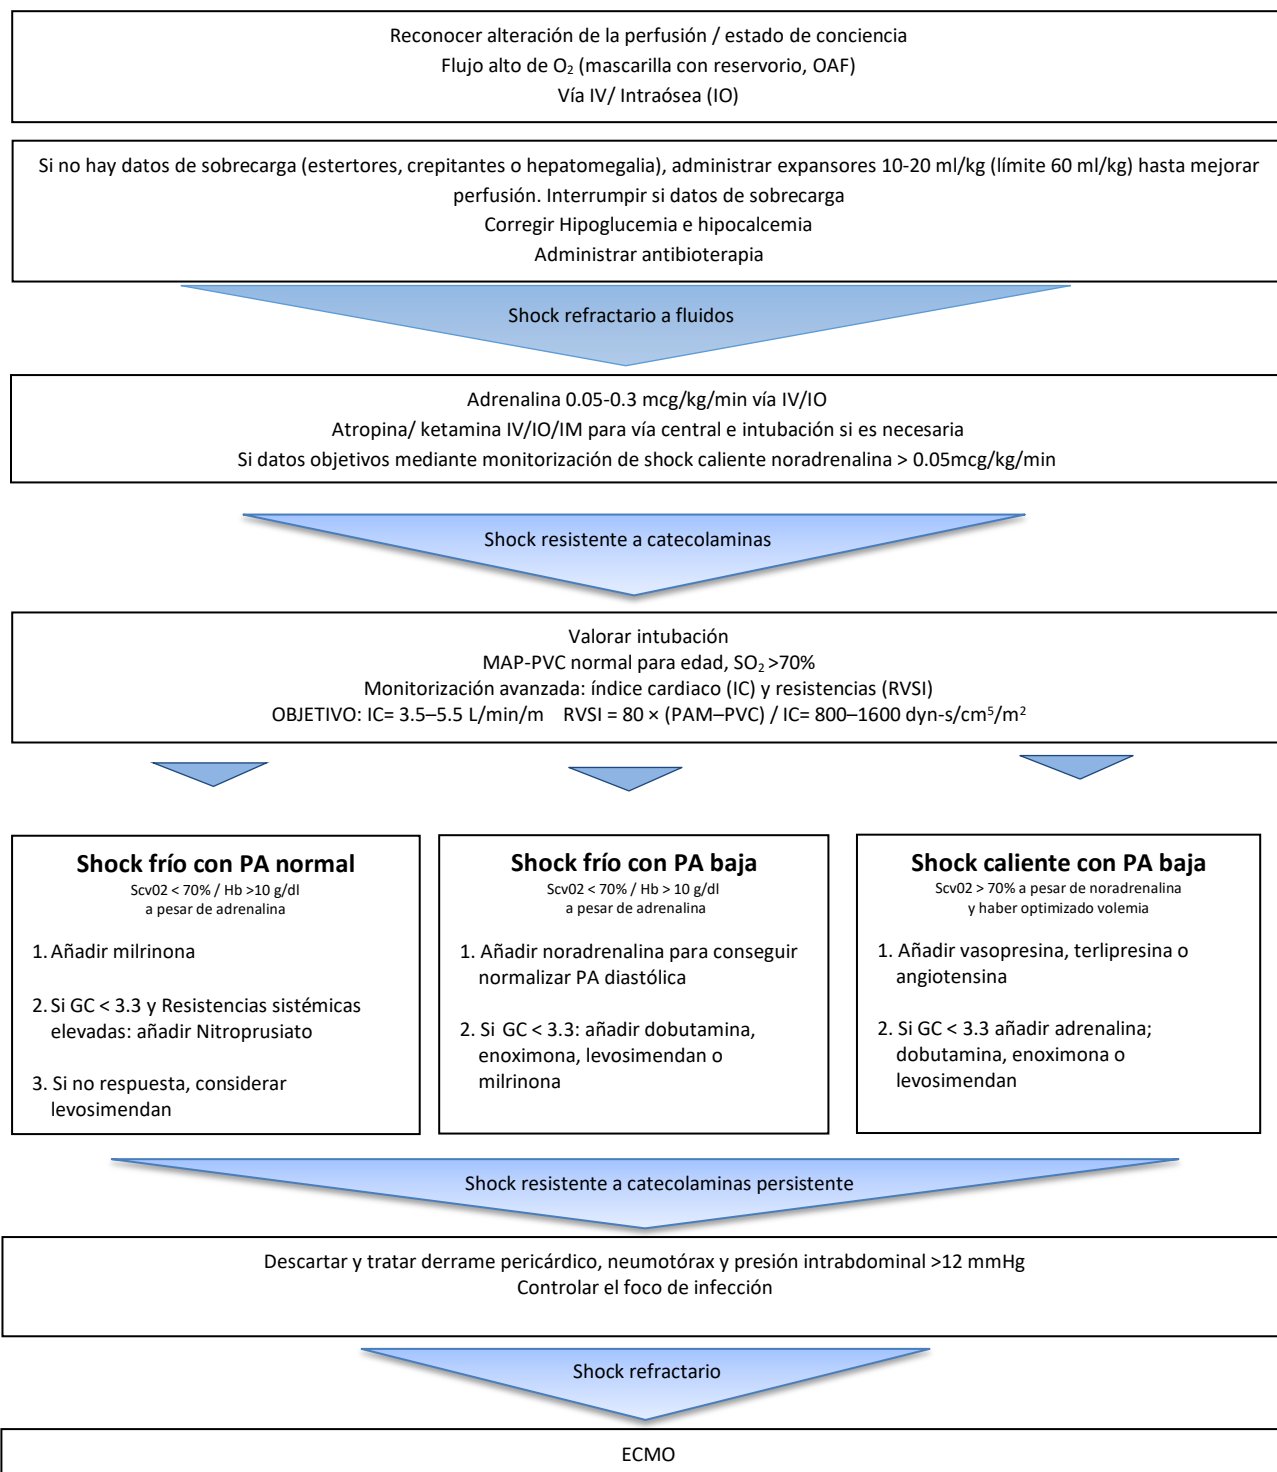 Reconocer alteración de la perfusión / estado de conciencia
Flujo alto de O₂ (mascarilla con reservorio, OAF)
Vía IV/ Intraósea (IO)
Si no hay datos de sobrecarga (estertores, crepitantes o hepatomegalia), administrar expansores 10-20 ml/kg (límite 60 ml/kg) hasta mejorar
perfusión. Interrumpir si datos de sobrecarga
Corregir Hipoglucemia e hipocalcemia
Administrar antibioterapia
Shock refractario a fluidos
Adrenalina 0.05-0.3 mcg/kg/min vía IV/IO
Atropina/ ketamina IV/IO/IM para vía central e intubación si es necesaria
Si datos objetivos mediante monitorización de shock caliente noradrenalina > 0.05mcg/kg/min
Shock resistente a catecolaminas
Valorar intubación
MAP-PVC normal para edad, SO₂ >70%
Monitorización avanzada: índice cardiaco (IC) y resistencias (RVSI)
OBJETIVO: IC= 3.5–5.5 L/min/m RVSI = 80 × (PAM–PVC) / IC= 800–1600 dyn-s/cm⁵/m²
Shock frío con PA normal
Scv02 < 70% / Hb >10 g/dl
a pesar de adrenalina
1. Añadir milrinona
2. Si GC < 3.3 y Resistencias sistémicas
elevadas: añadir Nitroprusiato
3. Si no respuesta, considerar
levosimendan
Shock frío con PA baja
Scv02 < 70% / Hb > 10 g/dl
a pesar de adrenalina
1. Añadir noradrenalina para conseguir
normalizar PA diastólica
2. Si GC < 3.3: añadir dobutamina,
enoximona, levosimendan o
milrinona
Shock caliente con PA baja
Scv02 > 70% a pesar de noradrenalina
y haber optimizado volemia
1. Añadir vasopresina, terlipresina o
angiotensina
2. Si GC < 3.3 añadir adrenalina;
dobutamina, enoximona o
levosimendan
Shock resistente a catecolaminas persistente
Descartar y tratar derrame pericárdico, neumotórax y presión intrabdominal >12 mmHg
Controlar el foco de infección
Shock refractario
ECMO